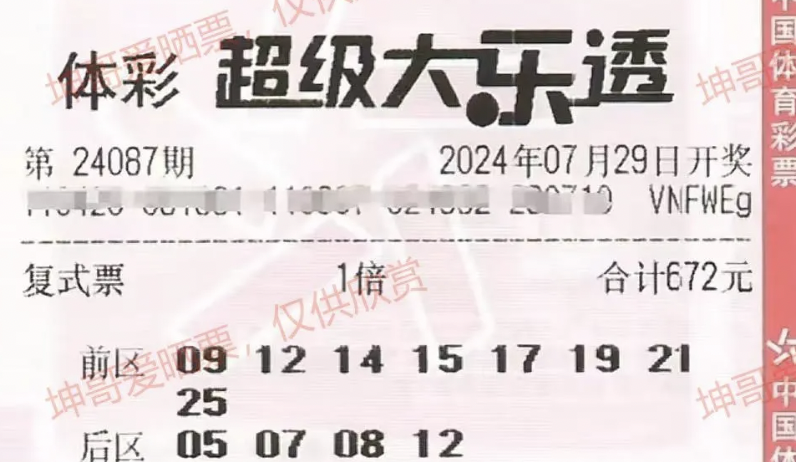 体彩 超级大乐透
第 24087期 2024年07月29日开奖
VNFWEg
复式票 1倍 合计672元
前区 09 12 14 15 17 19 21
25
后区 05 07 08 12
坤哥爱晒票，仅供欣赏
坤哥爱晒票，仅供欣赏
坤哥
坤哥
中国体育彩票
中国体